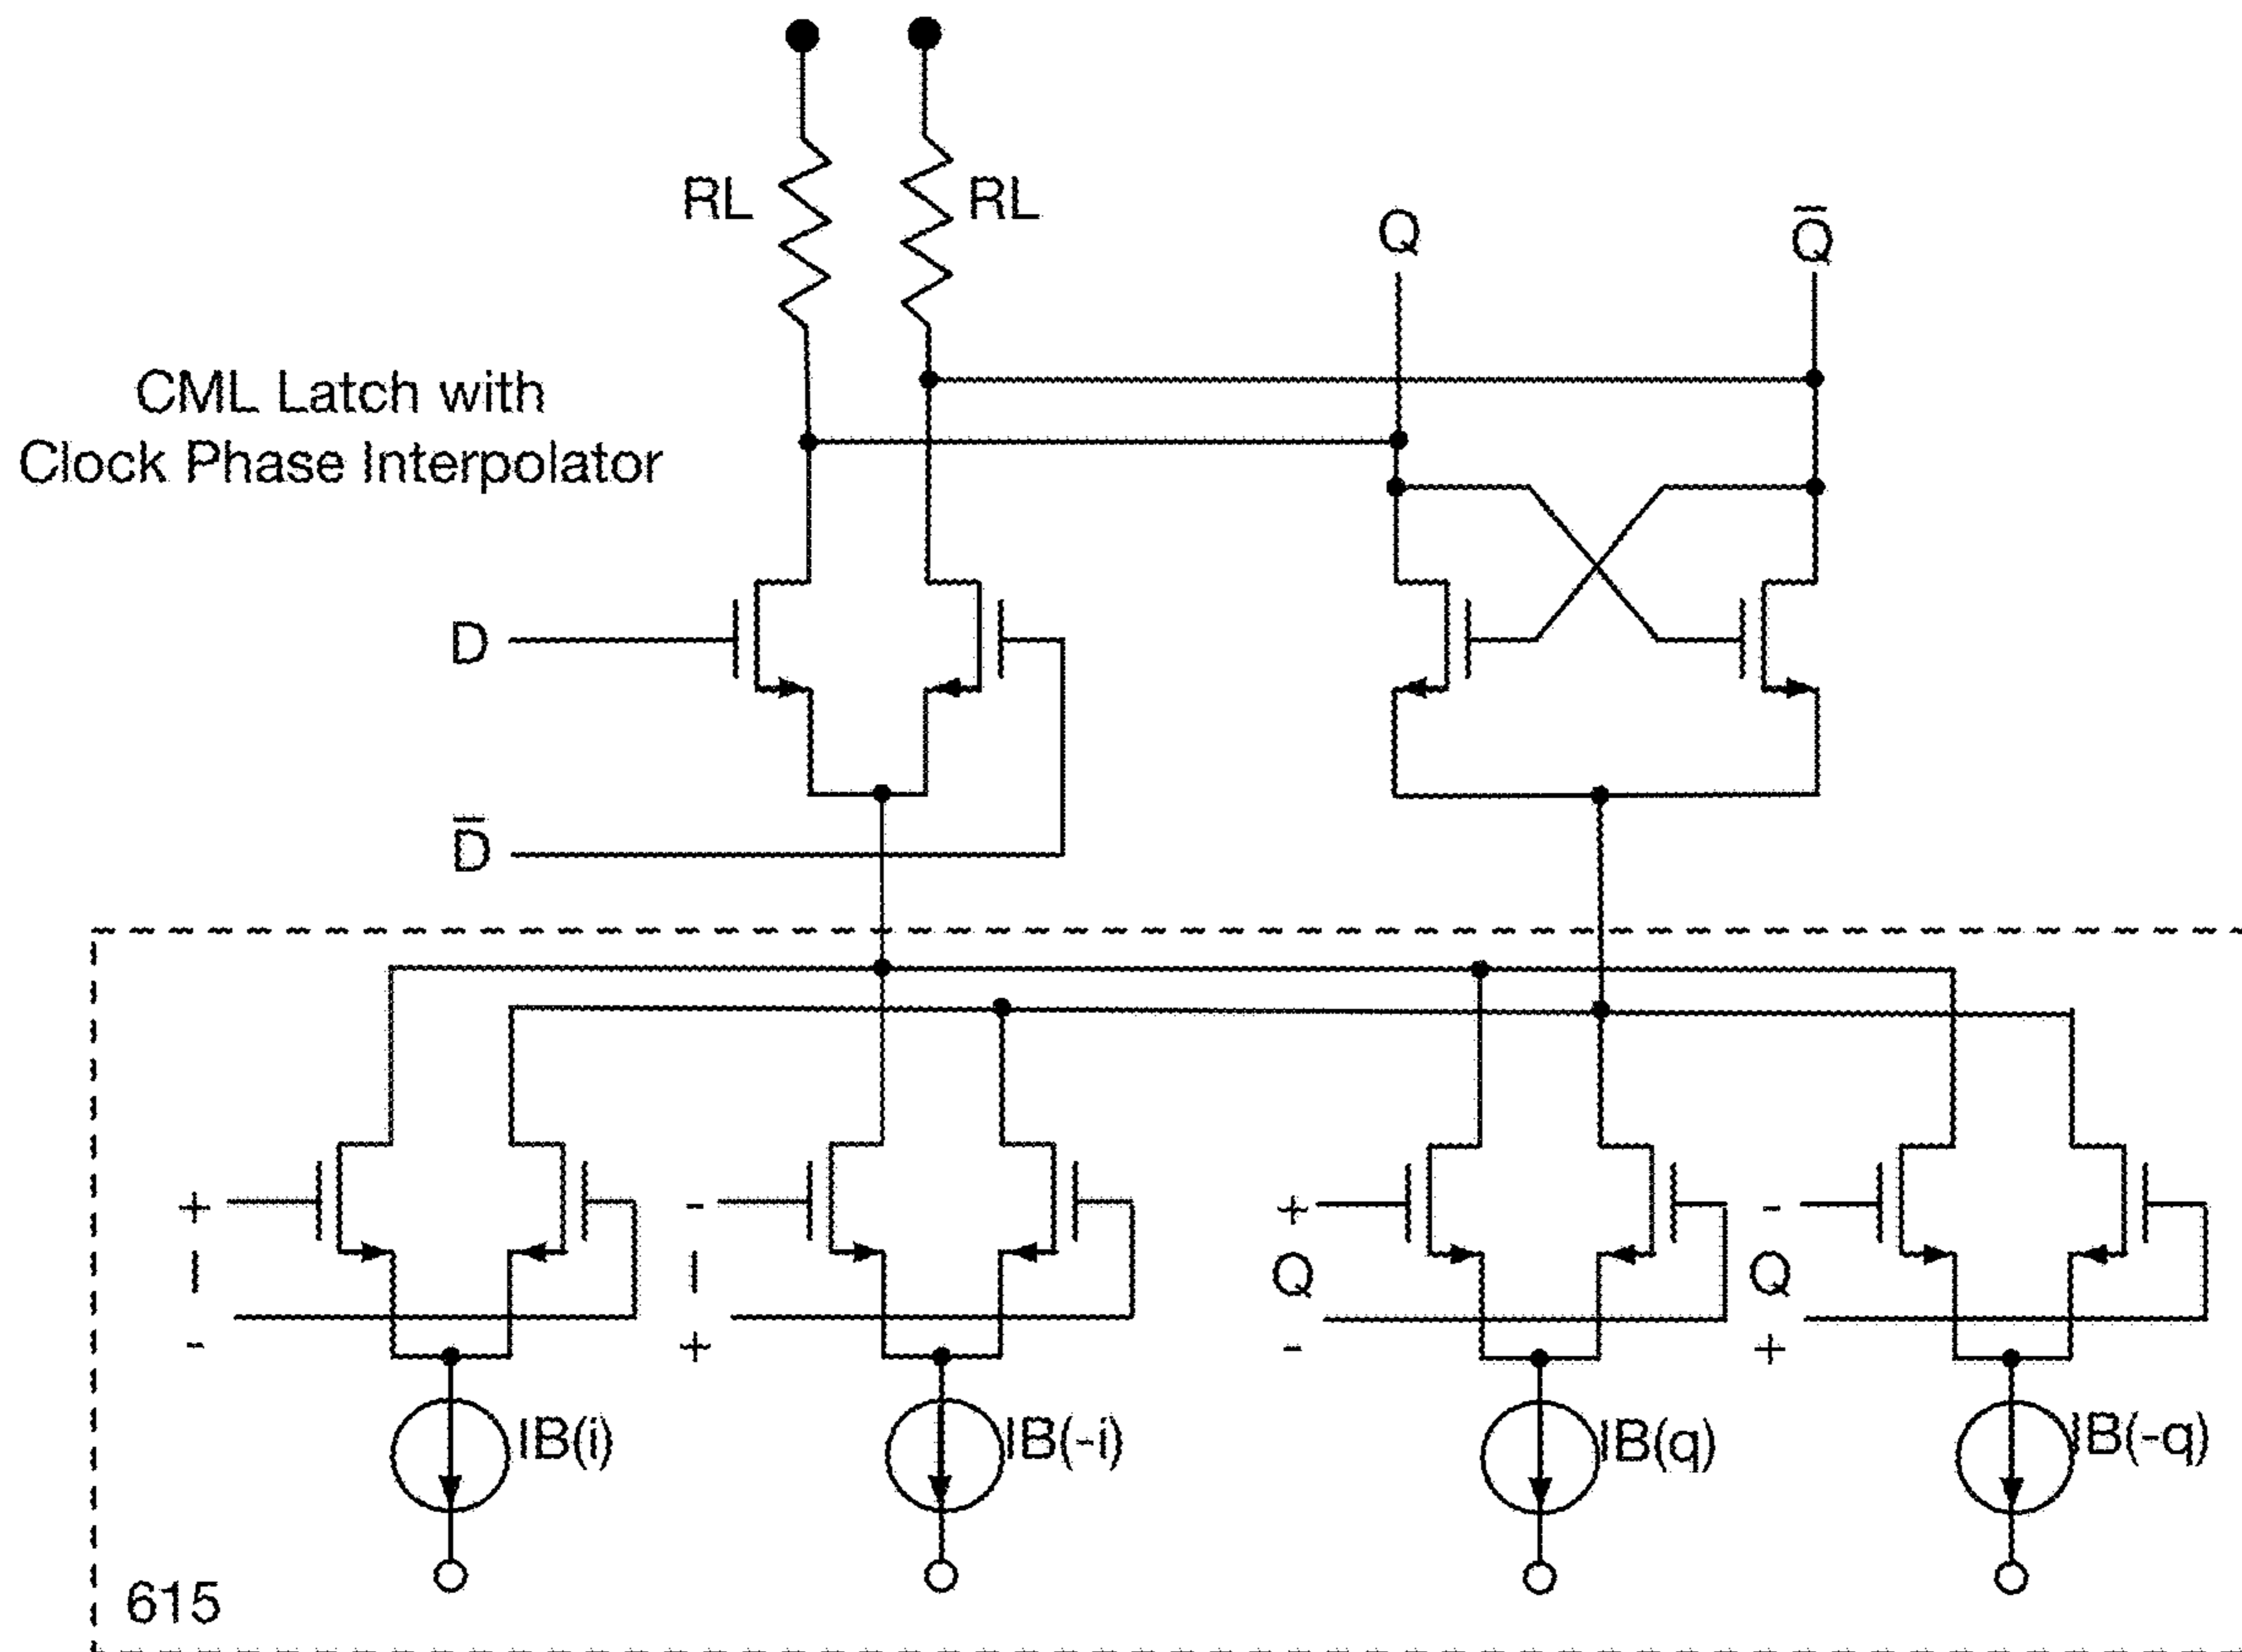 RL RL
Q Q̅
CML Latch with
Clock Phase Interpolator
D
D̅
+ - + -
I I Q Q
- + - +
IB(i) IB(-i) IB(q) IB(-q)
615